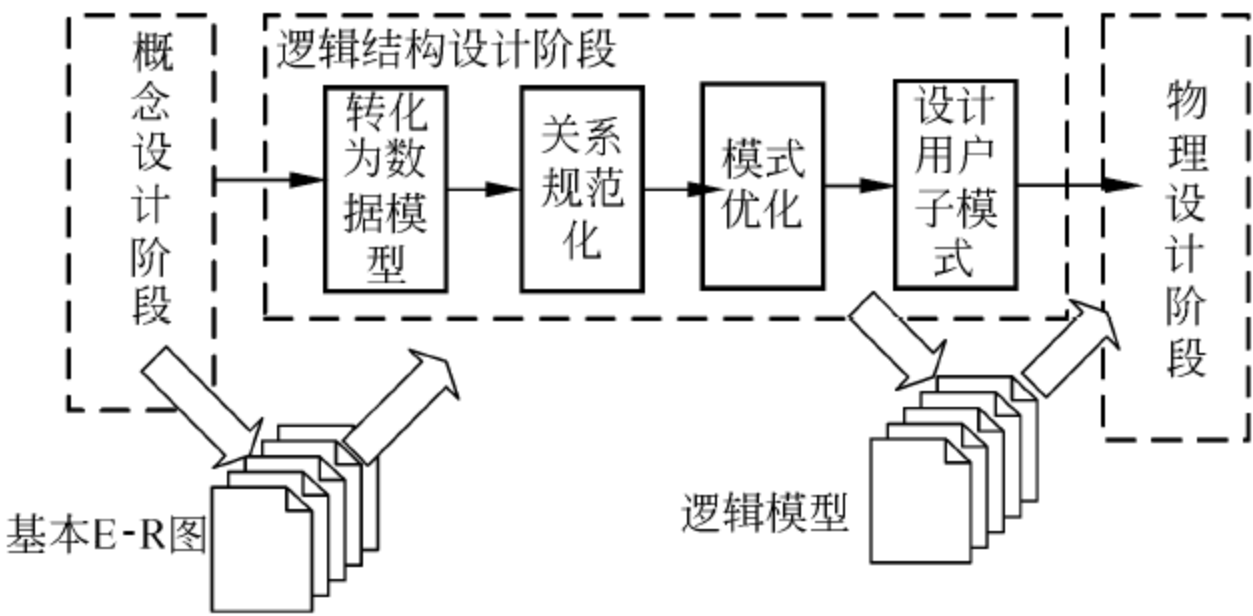 概
念
设
计
阶
段
逻辑结构设计阶段
转化
为数
据模
型
关系
规范
化
模式
优化
设计
用户
子模
式
物
理
设
计
阶
段
基本E-R图
逻辑模型